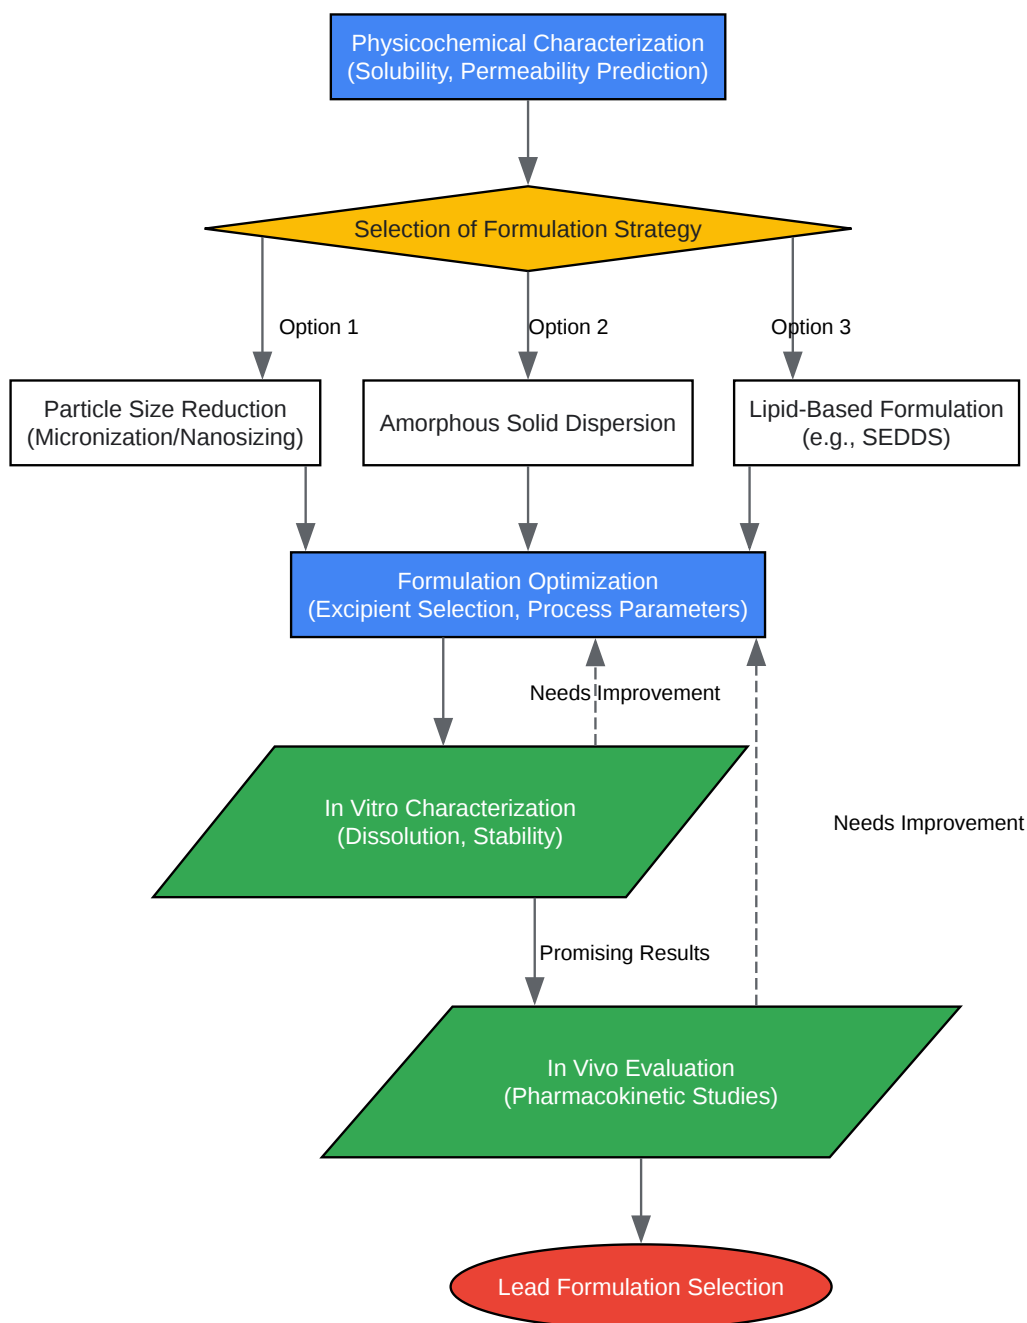 Physicochemical Characterization
(Solubility, Permeability Prediction)
Selection of Formulation Strategy
Option 1
Option 2
Option 3
Particle Size Reduction
(Micronization/Nanosizing)
Amorphous Solid Dispersion
Lipid-Based Formulation
(e.g., SEDDS)
Formulation Optimization
(Excipient Selection, Process Parameters)
Needs Improvement
In Vitro Characterization
(Dissolution, Stability)
Needs Improvement
Promising Results
In Vivo Evaluation
(Pharmacokinetic Studies)
Lead Formulation Selection